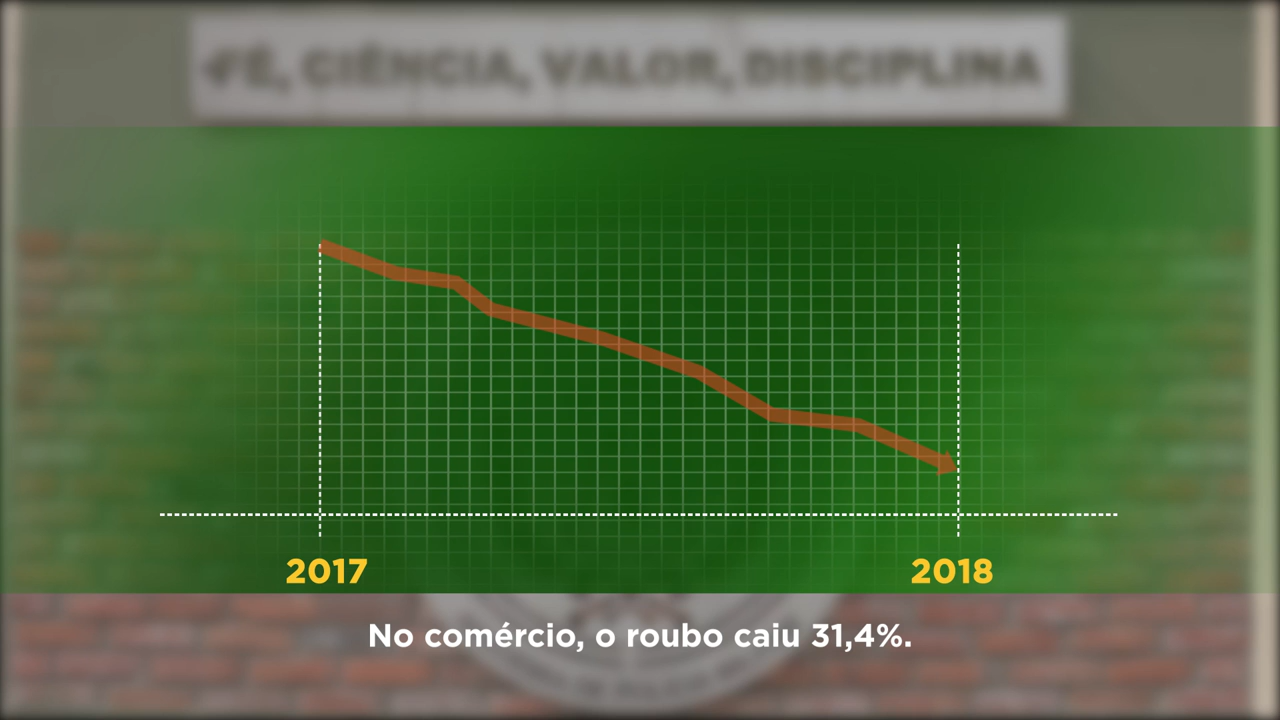 FÉ, CIÊNCIA, VALOR, DISCIPLINA
2017
2018
No comércio, o roubo caiu 31,4%.